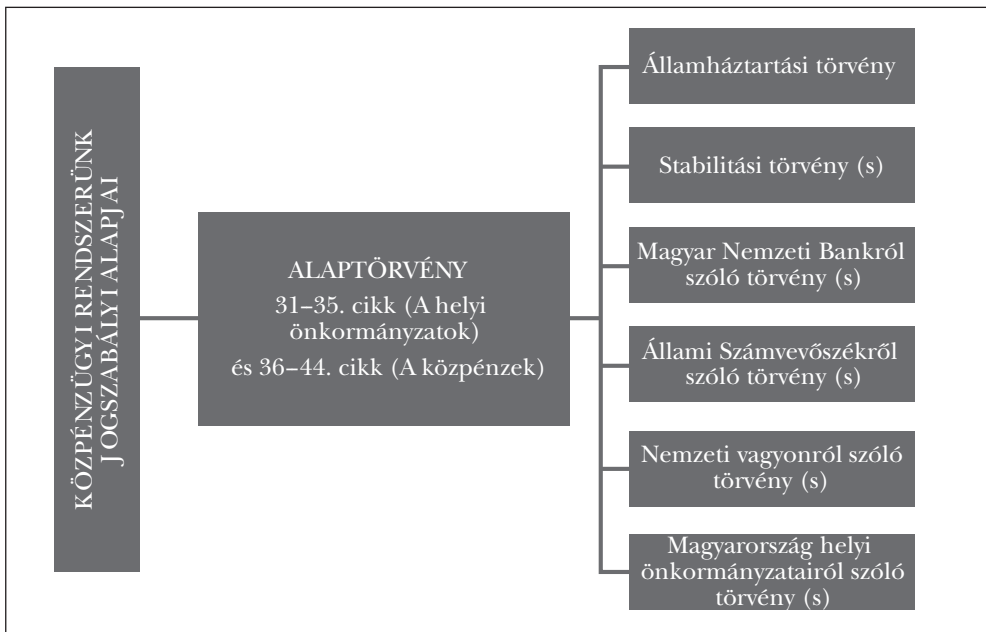 KÖZPÉNZÜGYI RENDSZERÜNK
JOGSZABÁLYI ALAPJAI
ALAPTÖRVÉNY
31–35. cikk (A helyi
önkormányzatok)
és 36–44. cikk (A közpénzek)
Államháztartási törvény
Stabilitási törvény (s)
Magyar Nemzeti Bankról
szóló törvény (s)
Állami Számvevőszékről
szóló törvény (s)
Nemzeti vagyonról szóló
törvény (s)
Magyarország helyi
önkormányzatairól szóló
törvény (s)